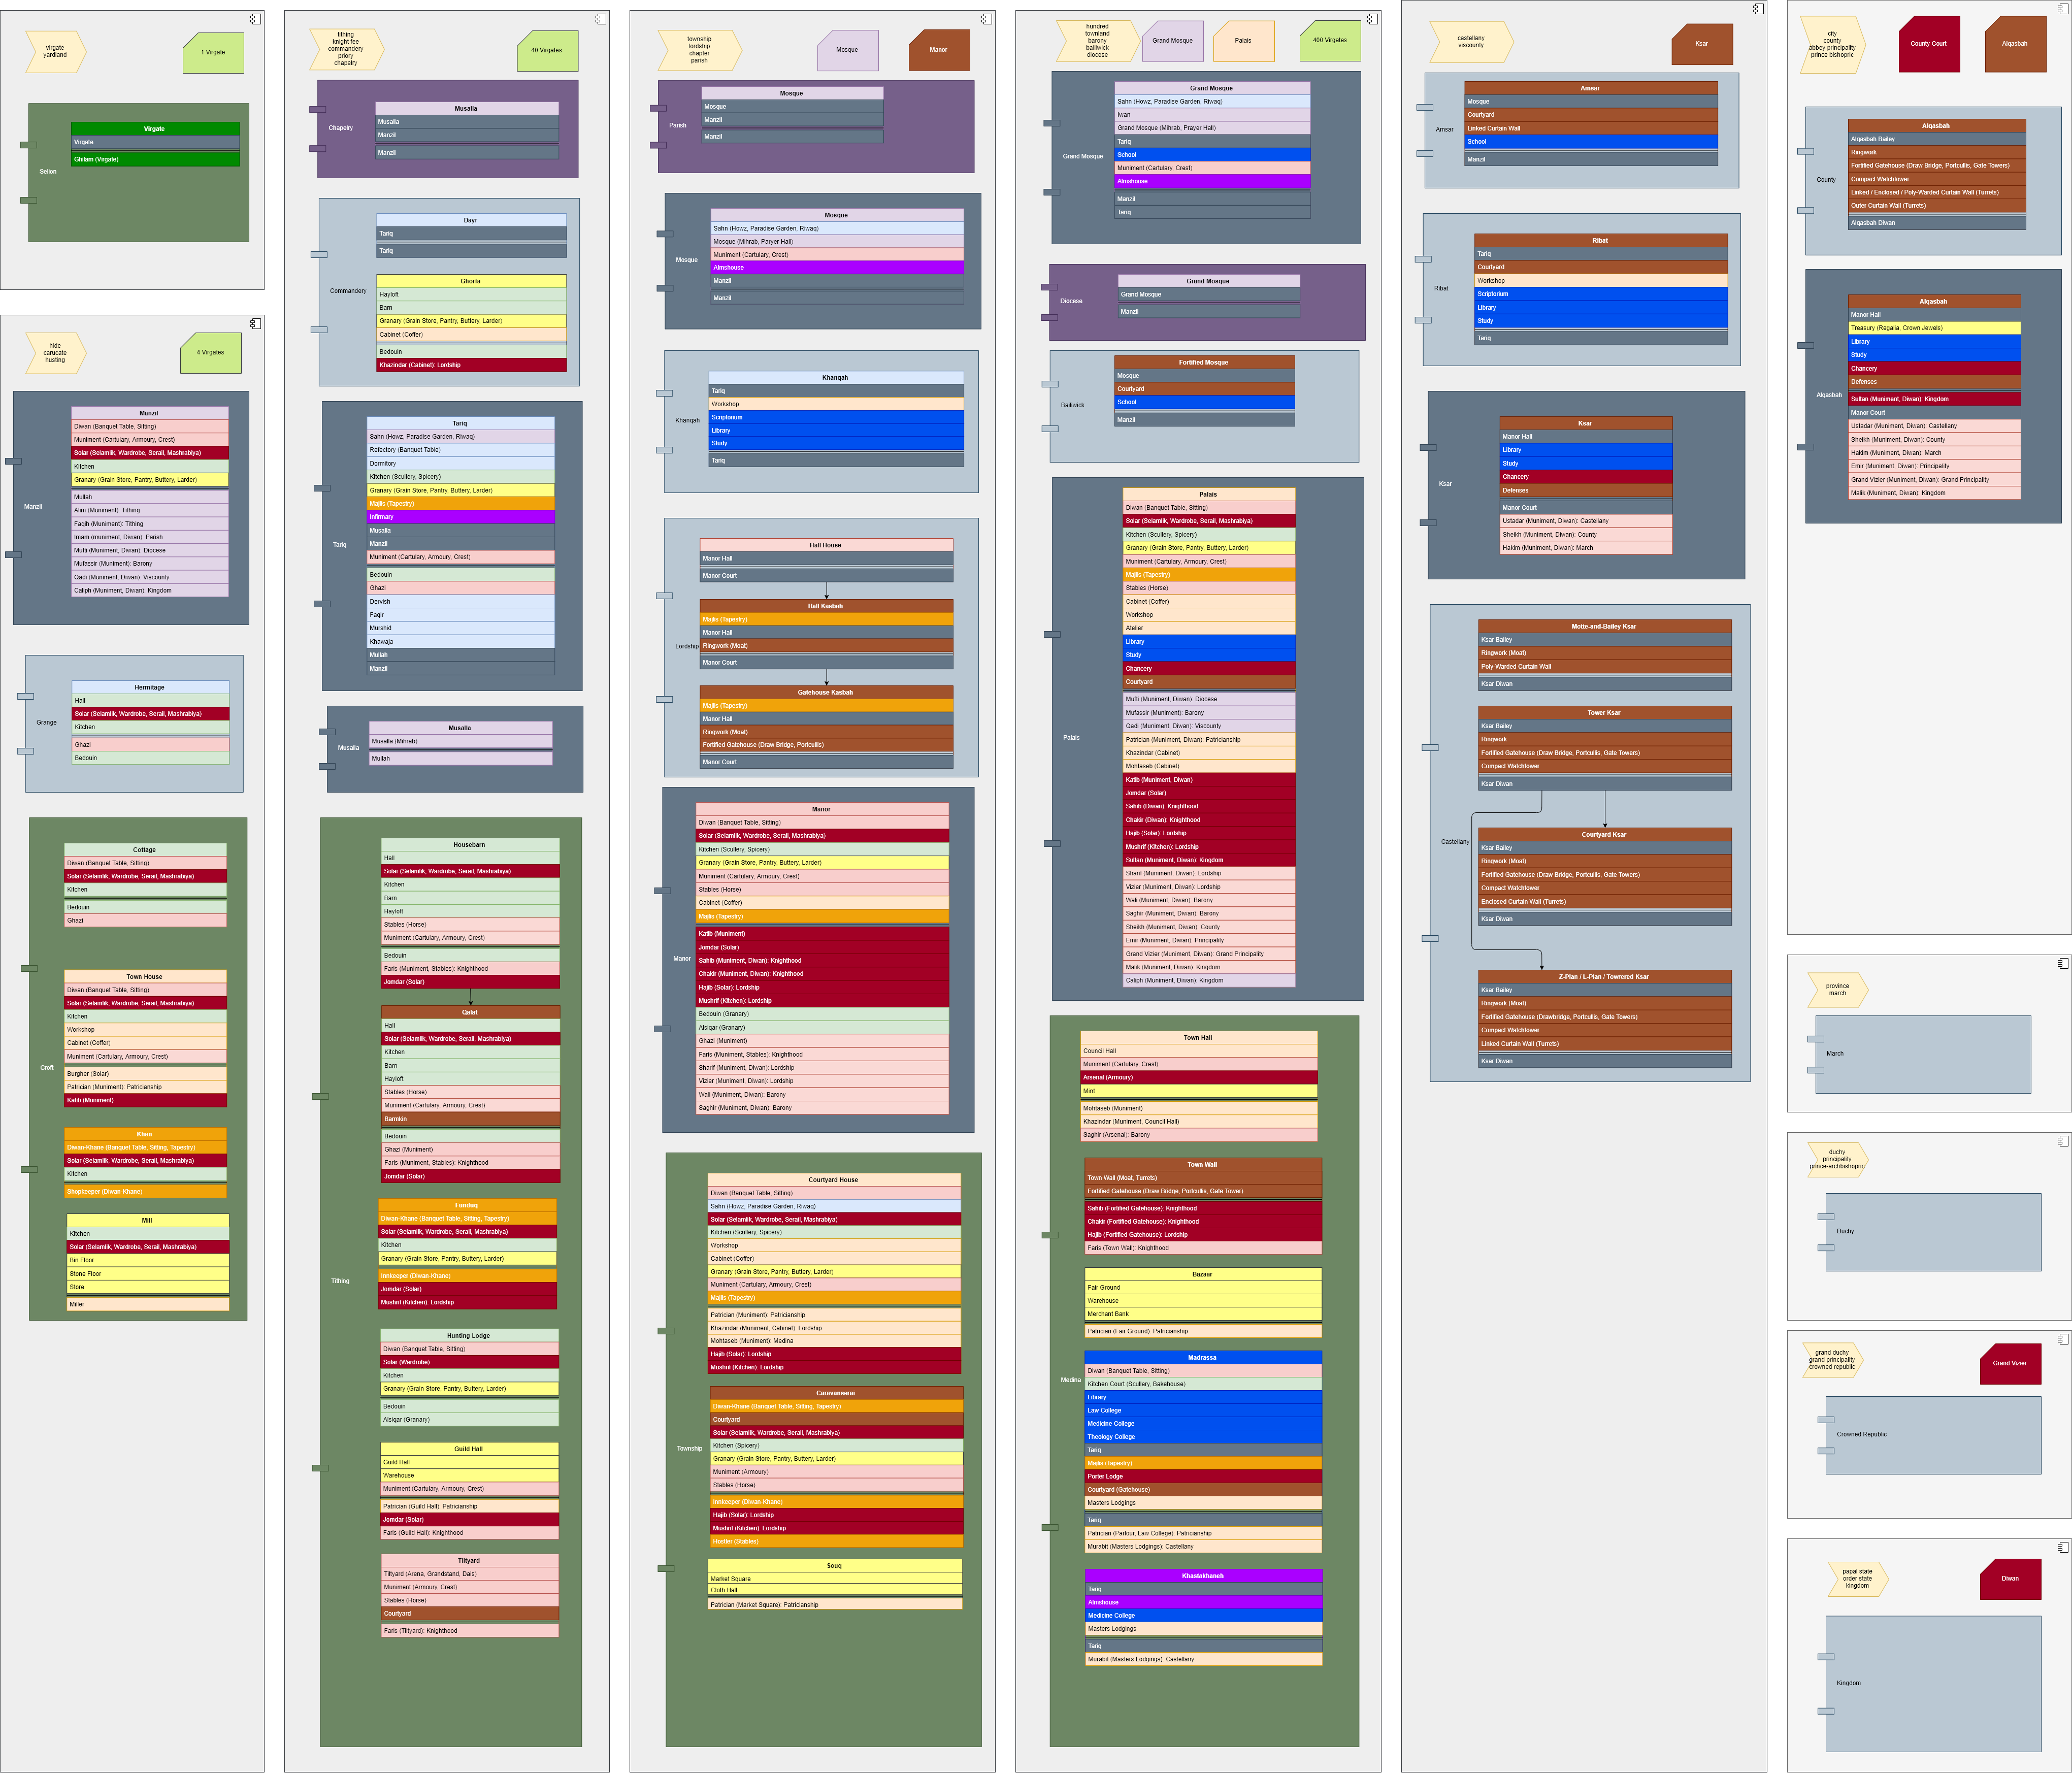 virgate
yardland
1 Virgate
Selion
Virgate
Virgate
Ghilam (Virgate)
hide
carucate
husting
4 Virgates
Manzil
Manzil
Diwan (Banquet Table, Sitting)
Muniment (Cartulary, Armoury, Crest)
Solar (Selamlik, Wardrobe, Serail, Mashrabiya)
Kitchen
Granary (Grain Store, Pantry, Buttery, Larder)
Mullah
Alim (Muniment): Tithing
Faqih (Muniment): Tithing
Imam (muniment, Diwan): Parish
Mufti (Muniment, Diwan): Diocese
Mufassir (Muniment): Barony
Qadi (Muniment, Diwan): Viscounty
Caliph (Muniment, Diwan): Kingdom
Grange
Hermitage
Hall
Solar (Selamlik, Wardrobe, Serail, Mashrabiya)
Kitchen
Ghazi
Bedouin
Croft
Cottage
Diwan (Banquet Table, Sitting)
Solar (Selamlik, Wardrobe, Serail, Mashrabiya)
Kitchen
Bedouin
Ghazi
Town House
Diwan (Banquet Table, Sitting)
Solar (Selamlik, Wardrobe, Serail, Mashrabiya)
Kitchen
Workshop
Cabinet (Coffer)
Muniment (Cartulary, Armoury, Crest)
Burgher (Solar)
Patrician (Muniment): Patricianship
Katib (Muniment)
Khan
Diwan-Khane (Banquet Table, Sitting, Tapestry)
Solar (Selamlik, Wardrobe, Serail, Mashrabiya)
Kitchen
Shopkeeper (Diwan-Khane)
Mill
Kitchen
Solar (Selamlik, Wardrobe, Serail, Mashrabiya)
Bin Floor
Stone Floor
Store
Miller
tithing
knight fee
commandery
priory
chapelry
40 Virgates
Chapelry
Musalla
Musalla
Manzil
Manzil
Commandery
Dayr
Tariq
Tariq
Ghorfa
Hayloft
Barn
Granary (Grain Store, Pantry, Buttery, Larder)
Cabinet (Coffer)
Bedouin
Khazindar (Cabinet): Lordship
Tariq
Tariq
Sahn (Howz, Paradise Garden, Riwaq)
Refectory (Banquet Table)
Dormitory
Kitchen (Scullery, Spicery)
Granary (Grain Store, Pantry, Buttery, Larder)
Majlis (Tapestry)
Infirmary
Musalla
Manzil
Muniment (Cartulary, Armoury, Crest)
Bedouin
Ghazi
Dervish
Faqir
Murshid
Khawaja
Mullah
Manzil
Musalla
Musalla
Musalla (Mihrab)
Mullah
Tithing
Housebarn
Hall
Solar (Selamlik, Wardrobe, Serail, Mashrabiya)
Kitchen
Barn
Hayloft
Stables (Horse)
Muniment (Cartulary, Armoury, Crest)
Bedouin
Faris (Muniment, Stables): Knighthood
Jomdar (Solar)
Qalat
Hall
Solar (Selamlik, Wardrobe, Serail, Mashrabiya)
Kitchen
Barn
Hayloft
Stables (Horse)
Muniment (Cartulary, Armoury, Crest)
Barmkin
Bedouin
Ghazi (Muniment)
Faris (Muniment, Stables): Knighthood
Jomdar (Solar)
Funduq
Diwan-Khane (Banquet Table, Sitting, Tapestry)
Solar (Selamlik, Wardrobe, Serail, Mashrabiya)
Kitchen
Granary (Grain Store, Pantry, Buttery, Larder)
Innkeeper (Diwan-Khane)
Jomdar (Solar)
Mushrif (Kitchen): Lordship
Hunting Lodge
Diwan (Banquet Table, Sitting)
Solar (Wardrobe)
Kitchen
Granary (Grain Store, Pantry, Buttery, Larder)
Bedouin
Alsiqar (Granary)
Guild Hall
Guild Hall
Warehouse
Muniment (Cartulary, Armoury, Crest)
Patrician (Guild Hall): Patricianship
Jomdar (Solar)
Faris (Guild Hall): Knighthood
Tiltyard
Tiltyard (Arena, Grandstand, Dais)
Muniment (Armoury, Crest)
Stables (Horse)
Courtyard
Faris (Tiltyard): Knighthood
township
lordship
chapter
parish
Mosque
Manor
Parish
Mosque
Mosque
Manzil
Manzil
Mosque
Mosque
Sahn (Howz, Paradise Garden, Riwaq)
Mosque (Mihrab, Paryer Hall)
Muniment (Cartulary, Crest)
Almshouse
Manzil
Manzil
Khanqah
Khanqah
Tariq
Workshop
Scriptorium
Library
Study
Tariq
Lordship
Hall House
Manor Hall
Manor Court
Hall Kasbah
Majlis (Tapestry)
Manor Hall
Ringwork (Moat)
Manor Court
Gatehouse Kasbah
Majlis (Tapestry)
Manor Hall
Ringwork (Moat)
Fortified Gatehouse (Draw Bridge, Portcullis)
Manor Court
Manor
Manor
Diwan (Banquet Table, Sitting)
Solar (Selamlik, Wardrobe, Serail, Mashrabiya)
Kitchen (Scullery, Spicery)
Granary (Grain Store, Pantry, Buttery, Larder)
Muniment (Cartulary, Armoury, Crest)
Stables (Horse)
Cabinet (Coffer)
Majlis (Tapestry)
Katib (Muniment)
Jomdar (Solar)
Sahib (Muniment, Diwan): Knighthood
Chakir (Muniment, Diwan): Knighthood
Hajib (Solar): Lordship
Mushrif (Kitchen): Lordship
Bedouin (Granary)
Alsiqar (Granary)
Ghazi (Muniment)
Faris (Muniment, Stables): Knighthood
Sharif (Muniment, Diwan): Lordship
Vizier (Muniment, Diwan): Lordship
Wali (Muniment, Diwan): Barony
Saghir (Muniment, Diwan): Barony
Township
Courtyard House
Diwan (Banquet Table, Sitting)
Sahn (Howz, Paradise Garden, Riwaq)
Solar (Selamlik, Wardrobe, Serail, Mashrabiya)
Kitchen (Scullery, Spicery)
Workshop
Cabinet (Coffer)
Granary (Grain Store, Pantry, Buttery, Larder)
Muniment (Cartulary, Armoury, Crest)
Majlis (Tapestry)
Patrician (Muniment): Patricianship
Khazindar (Muniment, Cabinet): Lordship
Mohtaseb (Muniment): Medina
Hajib (Solar): Lordship
Mushrif (Kitchen): Lordship
Caravanserai
Diwan-Khane (Banquet Table, Sitting, Tapestry)
Courtyard
Solar (Selamlik, Wardrobe, Serail, Mashrabiya)
Kitchen (Spicery)
Granary (Grain Store, Pantry, Buttery, Larder)
Muniment (Armoury)
Stables (Horse)
Innkeeper (Diwan-Khane)
Hajib (Solar): Lordship
Mushrif (Kitchen): Lordship
Hostler (Stables)
Souq
Market Square
Cloth Hall
Patrician (Market Square): Patricianship
hundred
townland
barony
bailiwick
diocese
Grand Mosque
Palais
400 Virgates
Grand Mosque
Grand Mosque
Sahn (Howz, Paradise Garden, Riwaq)
Iwan
Grand Mosque (Mihrab, Prayer Hall)
Tariq
School
Muniment (Cartulary, Crest)
Almshouse
Manzil
Tariq
Diocese
Grand Mosque
Grand Mosque
Manzil
Bailiwick
Fortified Mosque
Mosque
Courtyard
School
Manzil
Palais
Palais
Diwan (Banquet Table, Sitting)
Solar (Selamlik, Wardrobe, Serail, Mashrabiya)
Kitchen (Scullery, Spicery)
Granary (Grain Store, Pantry, Buttery, Larder)
Muniment (Cartulary, Armoury, Crest)
Majlis (Tapestry)
Stables (Horse)
Cabinet (Coffer)
Workshop
Atelier
Library
Study
Chancery
Courtyard
Mufti (Muniment, Diwan): Diocese
Mufassir (Muniment): Barony
Qadi (Muniment, Diwan): Viscounty
Patrician (Muniment, Diwan): Patricianship
Khazindar (Cabinet)
Mohtaseb (Cabinet)
Katib (Muniment, Diwan)
Jomdar (Solar)
Sahib (Diwan): Knighthood
Chakir (Diwan): Knighthood
Hajib (Solar): Lordship
Mushrif (Kitchen): Lordship
Sultan (Muniment, Diwan): Kingdom
Sharif (Muniment, Diwan): Lordship
Vizier (Muniment, Diwan): Lordship
Wali (Muniment, Diwan): Barony
Saghir (Muniment, Diwan): Barony
Sheikh (Muniment, Diwan): County
Emir (Muniment, Diwan): Principality
Grand Vizier (Muniment, Diwan): Grand Principality
Malik (Muniment, Diwan): Kingdom
Caliph (Muniment, Diwan): Kingdom
Medina
Town Hall
Council Hall
Muniment (Cartulary, Crest)
Arsenal (Armoury)
Mint
Mohtaseb (Muniment)
Khazindar (Muniment, Council Hall)
Saghir (Arsenal): Barony
Town Wall
Town Wall (Moat, Turrets)
Fortified Gatehouse (Draw Bridge, Portcullis, Gate Tower)
Sahib (Fortified Gatehouse): Knighthood
Chakir (Fortified Gatehouse): Knighthood
Hajib (Fortified Gatehouse): Lordship
Faris (Town Wall): Knighthood
Bazaar
Fair Ground
Warehouse
Merchant Bank
Patrician (Fair Ground): Patricianship
Madrassa
Diwan (Banquet Table, Sitting)
Kitchen Court (Scullery, Bakehouse)
Library
Law College
Medicine College
Theology College
Tariq
Majlis (Tapestry)
Porter Lodge
Courtyard (Gatehouse)
Masters Lodgings
Tariq
Patrician (Parlour, Law College): Patricianship
Murabit (Masters Lodgings): Castellany
Khastakhaneh
Tariq
Almshouse
Medicine College
Masters Lodgings
Tariq
Murabit (Masters Lodgings): Castellany
castellany
viscounty
Ksar
Amsar
Amsar
Mosque
Courtyard
Linked Curtain Wall
School
Manzil
Ribat
Ribat
Tariq
Courtyard
Workshop
Scriptorium
Library
Study
Tariq
Ksar
Ksar
Manor Hall
Library
Study
Chancery
Defenses
Manor Court
Ustadar (Muniment, Diwan): Castellany
Sheikh (Muniment, Diwan): County
Hakim (Muniment, Diwan): March
Castellany
Motte-and-Bailey Ksar
Ksar Bailey
Ringwork (Moat)
Poly-Warded Curtain Wall
Ksar Diwan
Tower Ksar
Ksar Bailey
Ringwork
Fortified Gatehouse (Draw Bridge, Portcullis, Gate Towers)
Compact Watchtower
Ksar Diwan
Courtyard Ksar
Ksar Bailey
Ringwork (Moat)
Fortified Gatehouse (Draw Bridge, Portcullis, Gate Towers)
Compact Watchtower
Enclosed Curtain Wall (Turrets)
Ksar Diwan
Z-Plan / L-Plan / Towrered Ksar
Ksar Bailey
Ringwork (Moat)
Fortified Gatehouse (Drawbridge, Portcullis, Gate Towers)
Compact Watchtower
Linked Curtain Wall (Turrets)
Ksar Diwan
city
county
abbey principality
prince bishopric
County Court
Alqasbah
County
Alqasbah
Alqasbah Bailey
Ringwork
Fortified Gatehouse (Draw Bridge, Portcullis, Gate Towers)
Compact Watchtower
Linked / Enclosed / Poly-Warded Curtain Wall (Turrets)
Outer Curtain Wall (Turrets)
Alqasbah Diwan
Alqasbah
Alqasbah
Manor Hall
Treasury (Regalia, Crown Jewels)
Library
Study
Chancery
Defenses
Sultan (Muniment, Diwan): Kingdom
Manor Court
Ustadar (Muniment, Diwan): Castellany
Sheikh (Muniment, Diwan): County
Hakim (Muniment, Diwan): March
Emir (Muniment, Diwan): Principality
Grand Vizier (Muniment, Diwan): Grand Principality
Malik (Muniment, Diwan): Kingdom
province
march
March
duchy
principality
prince-archbishopric
Duchy
grand duchy
grand principality
crowned republic
Grand Vizier
Crowned Republic
papal state
order state
kingdom
Diwan
Kingdom